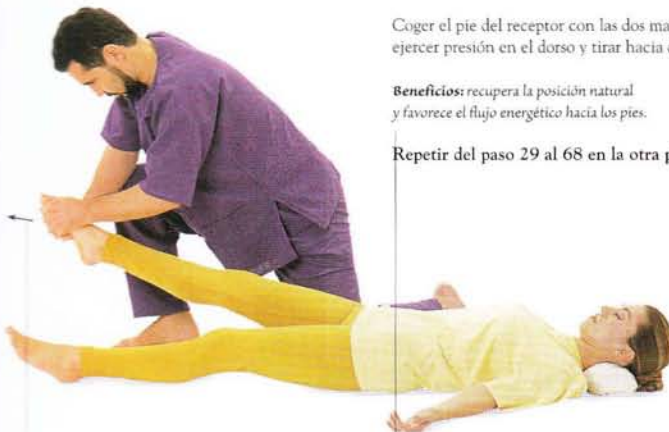 Coger el pie del receptor con las dos ma
ejercer presión en el dorso y tirar hacia
Beneficios: recupera la posición natural
y favorece el flujo energético hacia los pies.
Repetir del paso 29 al 68 en la otra p